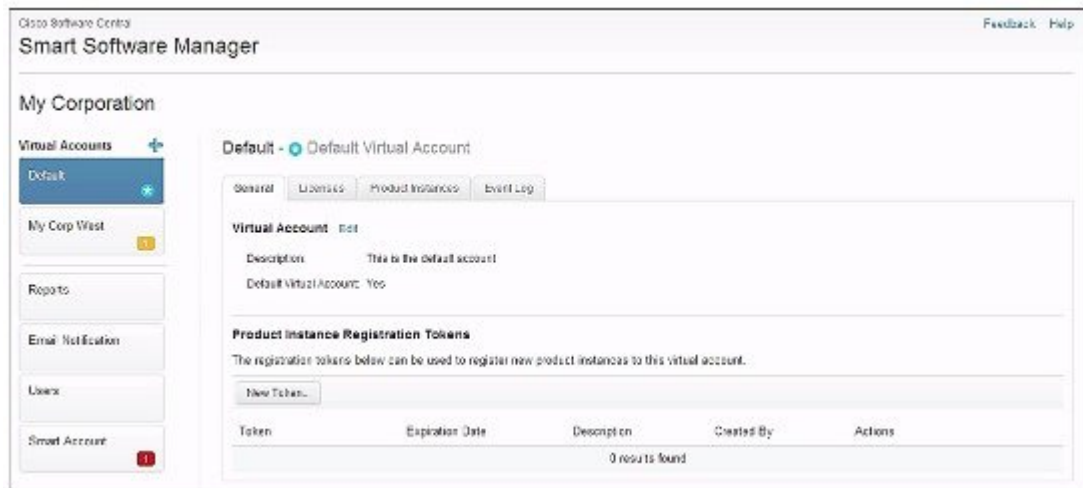 Cisco Software Central
Feedback Help
Smart Software Manager
My Corporation
Virtual Accounts
Default
My Corp West
1
Reports
Email Notification
Users
Smart Account
1
Default - Default Virtual Account
General Licenses Product Instances Event Log
Virtual Account Edit
Description: This is the default account
Default Virtual Account: Yes
Product Instance Registration Tokens
The registration tokens below can be used to register new product instances to this virtual account.
New Token...
Token Expiration Date Description Created By Actions
0 results found